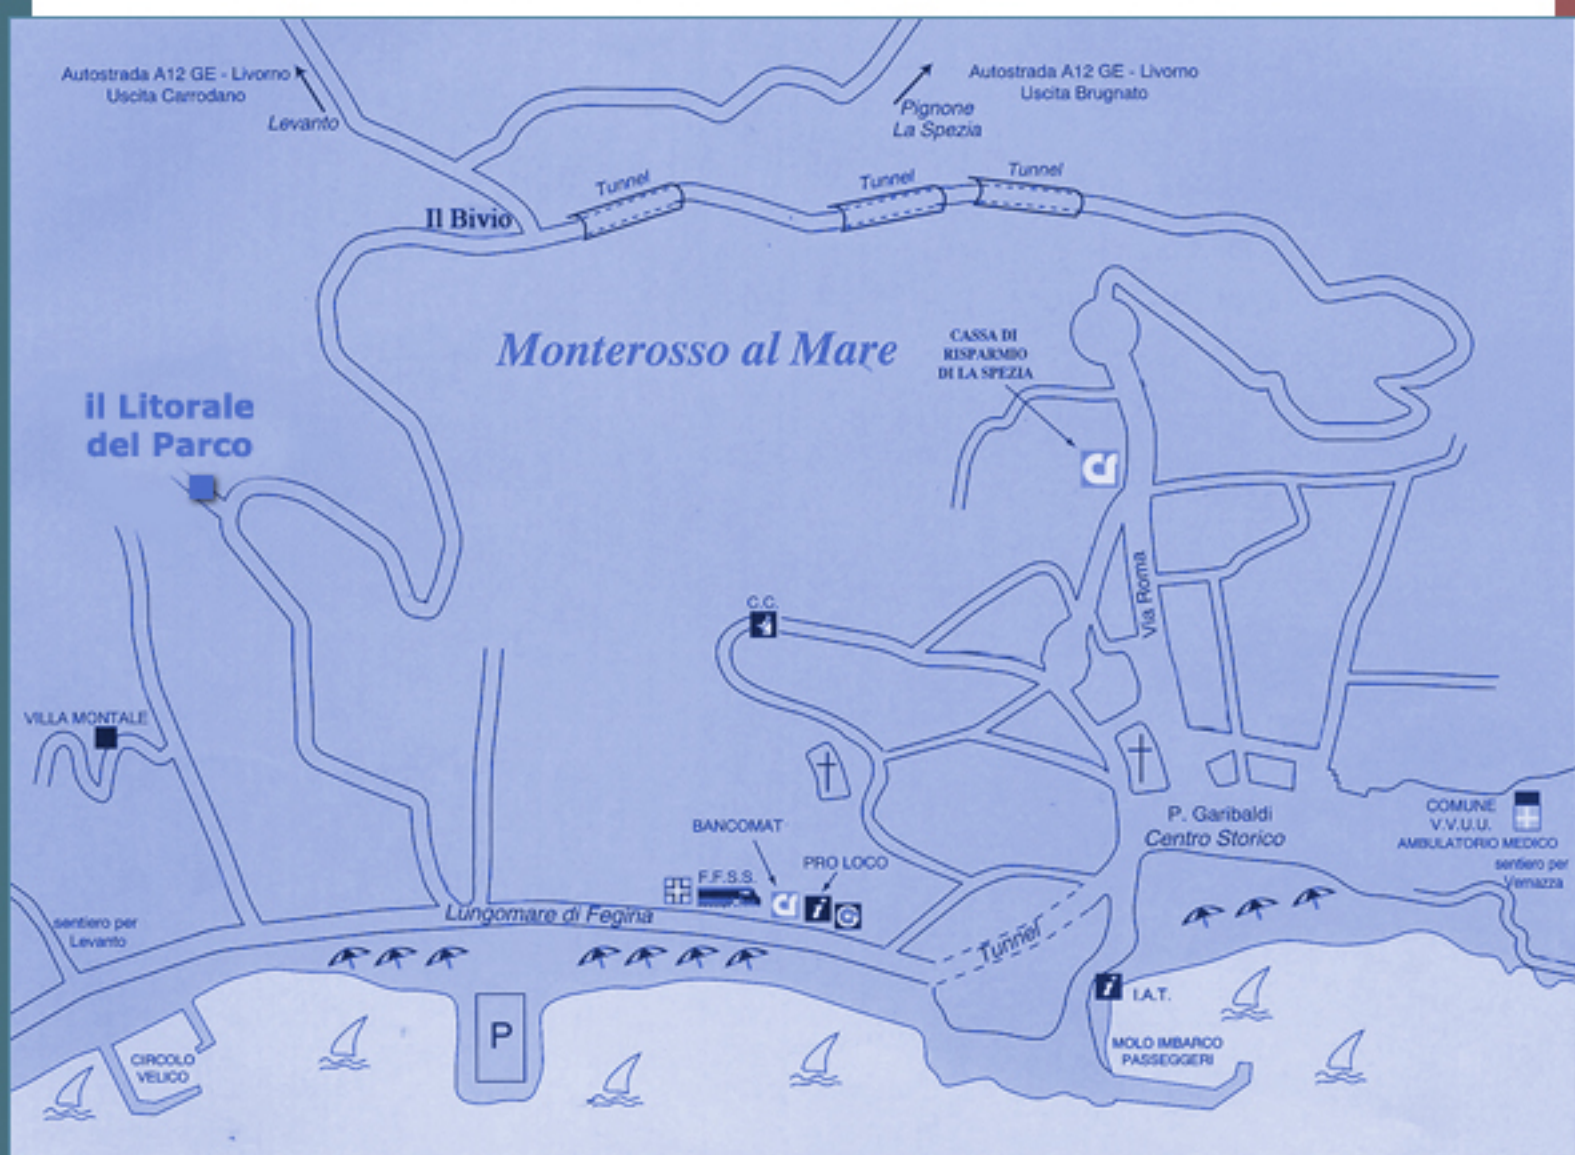 Autostrada A12 GE - Livorno
Uscita Carrodano
Levanto
Autostrada A12 GE - Livorno
Uscita Brugnato
Pignone
La Spezia
Tunnel
Tunnel
Tunnel
Il Bivio
Monterosso al Mare
CASSA DI
RISPARMIO
DI LA SPEZIA
il Litorale
del Parco
Via Roma
C.C.
VILLA MONTALE
BANCOMAT
PRO LOCO
F.F.S.S.
i
P. Garibaldi
Centro Storico
COMUNE
V.V.U.U.
AMBULATORIO MEDICO
sentiero per
Vernazza
sentiero per
Levanto
Lungomare di Fegina
Tunnel
i
I.A.T.
P
MOLO IMBARCO
PASSEGGERI
CIRCOLO
VELICO